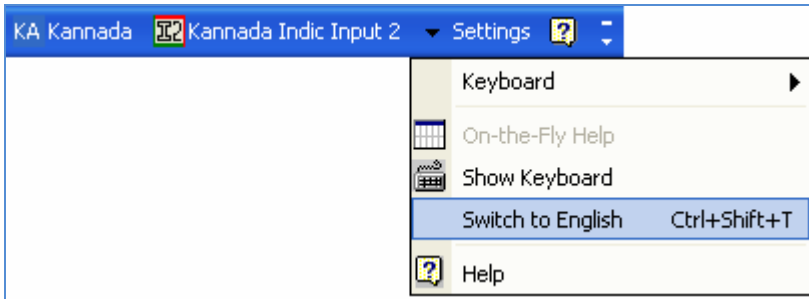 KA Kannada Kannada Indic Input 2 Settings
Keyboard
On-the-Fly Help
Show Keyboard
Switch to English Ctrl+Shift+T
Help